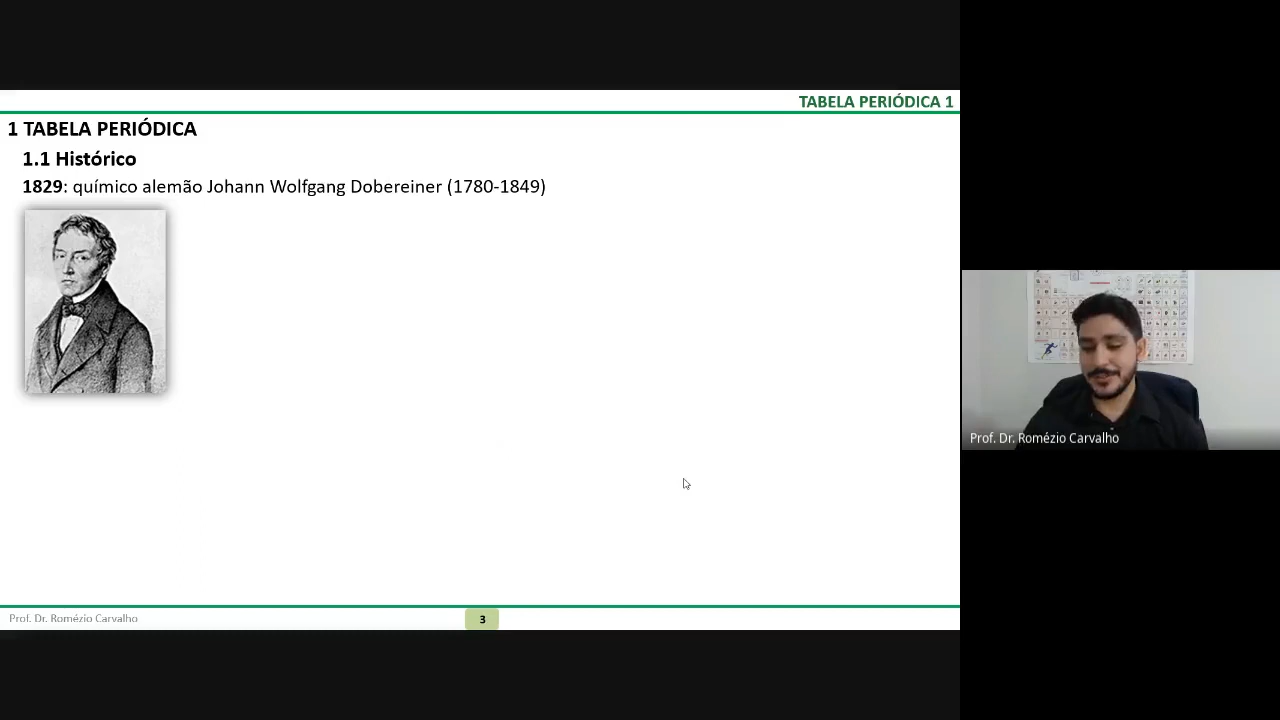 TABELA PERIÓDICA 1
1 TABELA PERIÓDICA
1.1 Histórico
1829: químico alemão Johann Wolfgang Dobereiner (1780-1849)
Prof. Dr. Romézio Carvalho
Prof. Dr. Romézio Carvalho
3